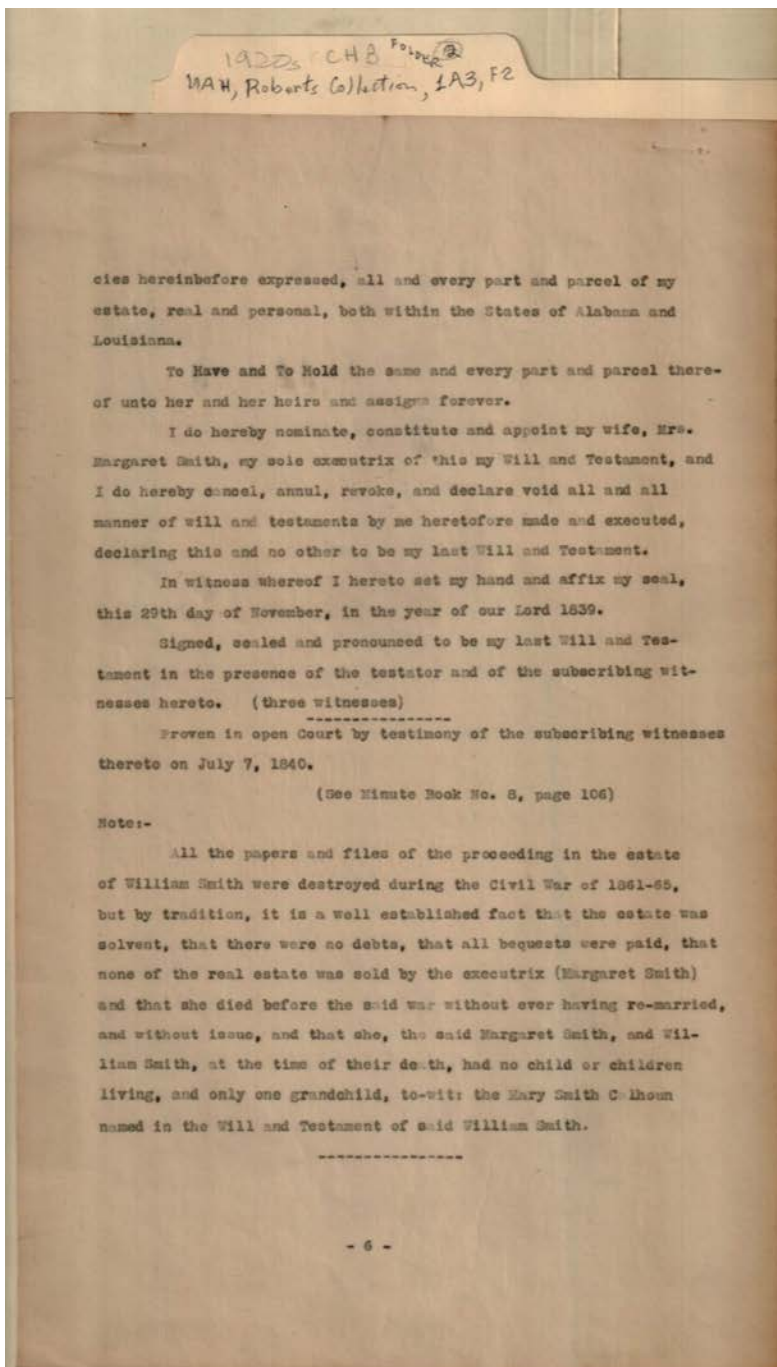 1920s CHB FOLDER 2
UAH, Roberts Collection, 1A3, F2
cies hereinbefore expressed, all and every part and parcel of my
estate, real and personal, both within the States of Alabama and
Louisiana.
To Have and To Hold the same and every part and parcel there-
of unto her and her heirs and assigns forever.
I do hereby nominate, constitute and appoint my wife, Mrs.
Margaret Smith, my sole executrix of this my Will and Testament, and
I do hereby cancel, annul, revoke, and declare void all and all
manner of will and testaments by me heretofore made and executed,
declaring this and no other to be my last Will and Testament.
In witness whereof I hereto set my hand and affix my seal,
this 29th day of November, in the year of our Lord 1839.
Signed, sealed and pronounced to be my last Will and Tes-
tament in the presence of the testator and of the subscribing wit-
nesses hereto. (three witnesses)
----------------
Proven in open Court by testimony of the subscribing witnesses
thereto on July 7, 1840.
(See Minute Book No. 8, page 106)
Note:-
All the papers and files of the proceeding in the estate
of William Smith were destroyed during the Civil War of 1861-65,
but by tradition, it is a well established fact that the estate was
solvent, that there were no debts, that all bequests were paid, that
none of the real estate was sold by the executrix (Margaret Smith)
and that she died before the said war without ever having re-married,
and without issue, and that she, the said Margaret Smith, and Wil-
liam Smith, at the time of their death, had no child or children
living, and only one grandchild, to-wit: the Mary Smith Calhoun
named in the Will and Testament of said William Smith.
----------------
- 6 -